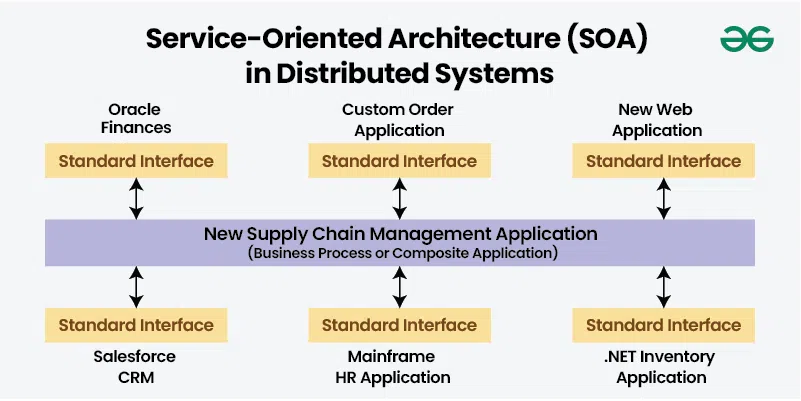 Service-Oriented Architecture (SOA)
in Distributed Systems
Oracle
Finances
Custom Order
Application
New Web
Application
Standard Interface
Standard Interface
Standard Interface
New Supply Chain Management Application
(Business Process or Composite Application)
Standard Interface
Standard Interface
Standard Interface
Salesforce
CRM
Mainframe
HR Application
.NET Inventory
Application